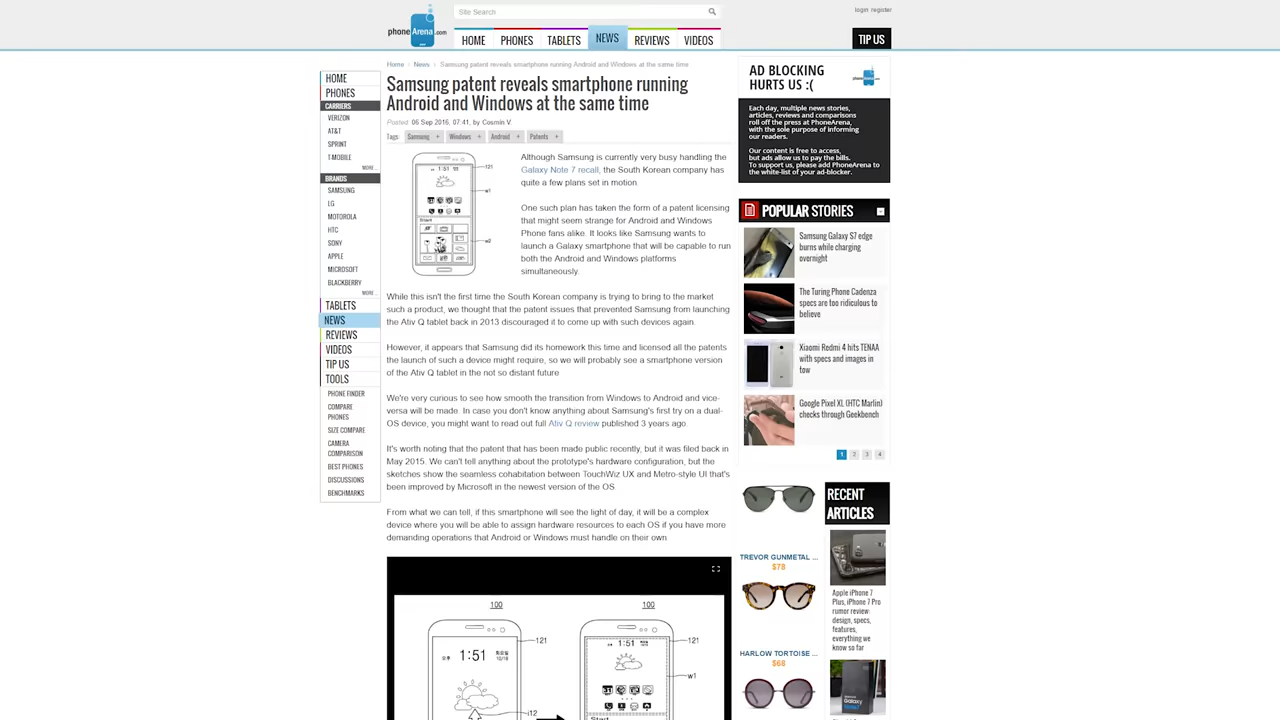 phoneArena.com
Site Search
login register
HOME
PHONES
TABLETS
NEWS
REVIEWS
VIDEOS
TIP US
HOME
PHONES
CARRIERS
VERIZON
AT&T
SPRINT
T-MOBILE
MORE...
BRANDS
SAMSUNG
LG
MOTOROLA
HTC
SONY
APPLE
MICROSOFT
BLACKBERRY
MORE...
TABLETS
NEWS
REVIEWS
VIDEOS
TIP US
TOOLS
PHONE FINDER
COMPARE
PHONES
SIZE COMPARE
CAMERA
COMPARISON
BEST PHONES
DISCUSSIONS
BENCHMARKS
Home News Samsung patent reveals smartphone running Android and Windows at the same time
Samsung patent reveals smartphone running
Android and Windows at the same time
Posted: 06 Sep 2016, 07:41, by Cosmin V.
Tags: Samsung + Windows + Android + Patents +
1:51
Start
121
w1
w2
Although Samsung is currently very busy handling the
Galaxy Note 7 recall, the South Korean company has
quite a few plans set in motion.
One such plan has taken the form of a patent licensing
that might seem strange for Android and Windows
Phone fans alike. It looks like Samsung wants to
launch a Galaxy smartphone that will be capable to run
both the Android and Windows platforms
simultaneously.
While this isn't the first time the South Korean company is trying to bring to the market
such a product, we thought that the patent issues that prevented Samsung from launching
the Ativ Q tablet back in 2013 discouraged it to come up with such devices again.
However, it appears that Samsung did its homework this time and licensed all the patents
the launch of such a device might require, so we will probably see a smartphone version
of the Ativ Q tablet in the not so distant future
We're very curious to see how smooth the transition from Windows to Android and vice-
versa will be made. In case you don't know anything about Samsung's first try on a dual-
OS device, you might want to read out full Ativ Q review published 3 years ago.
It's worth noting that the patent that has been made public recently, but it was filed back in
May 2015. We can't tell anything about the prototype's hardware configuration, but the
sketches show the seamless cohabitation between TouchWiz UX and Metro-style UI that's
been improved by Microsoft in the newest version of the OS.
From what we can tell, if this smartphone will see the light of day, it will be a complex
device where you will be able to assign hardware resources to each OS if you have more
demanding operations that Android or Windows must handle on their own.
100
121
1:51
10/18
i12
100
121
1:51
w1
Start
AD BLOCKING
HURTS US :(
Each day, multiple news stories,
articles, reviews and comparisons
roll off the press at PhoneArena,
with the sole purpose of informing
our readers.
Our content is free to access,
but ads allow us to pay the bills.
To support us, please add PhoneArena to
the white-list of your ad-blocker.
POPULAR STORIES
Samsung Galaxy S7 edge
burns while charging
overnight
The Turing Phone Cadenza
specs are too ridiculous to
believe
Xiaomi Redmi 4 hits TENAA
with specs and images in
tow
Google Pixel XL (HTC Marlin)
checks through Geekbench
1 2 3 4
TREVOR GUNMETAL ...
$78
HARLOW TORTOISE ...
$68
RECENT
ARTICLES
Apple iPhone 7
Plus, iPhone 7 Pro
rumor review:
design, specs,
features,
everything we
know so far
Galaxy